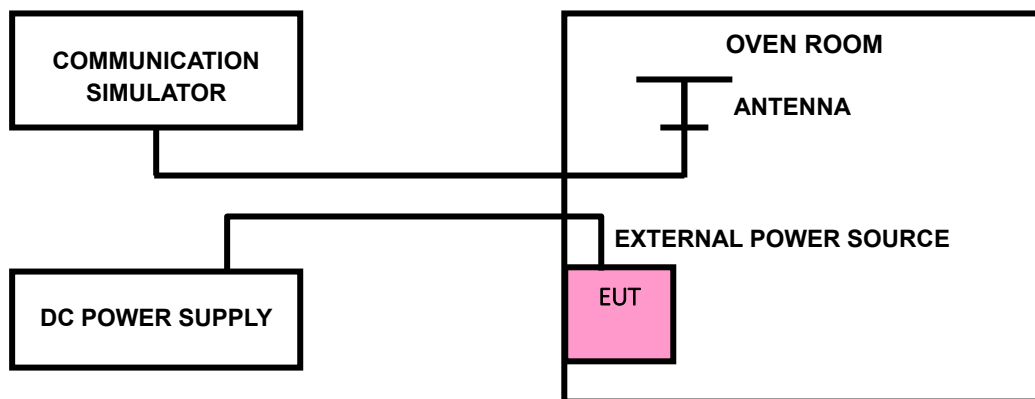 COMMUNICATION
SIMULATOR
OVEN ROOM
ANTENNA
EXTERNAL POWER SOURCE
DC POWER SUPPLY
EUT